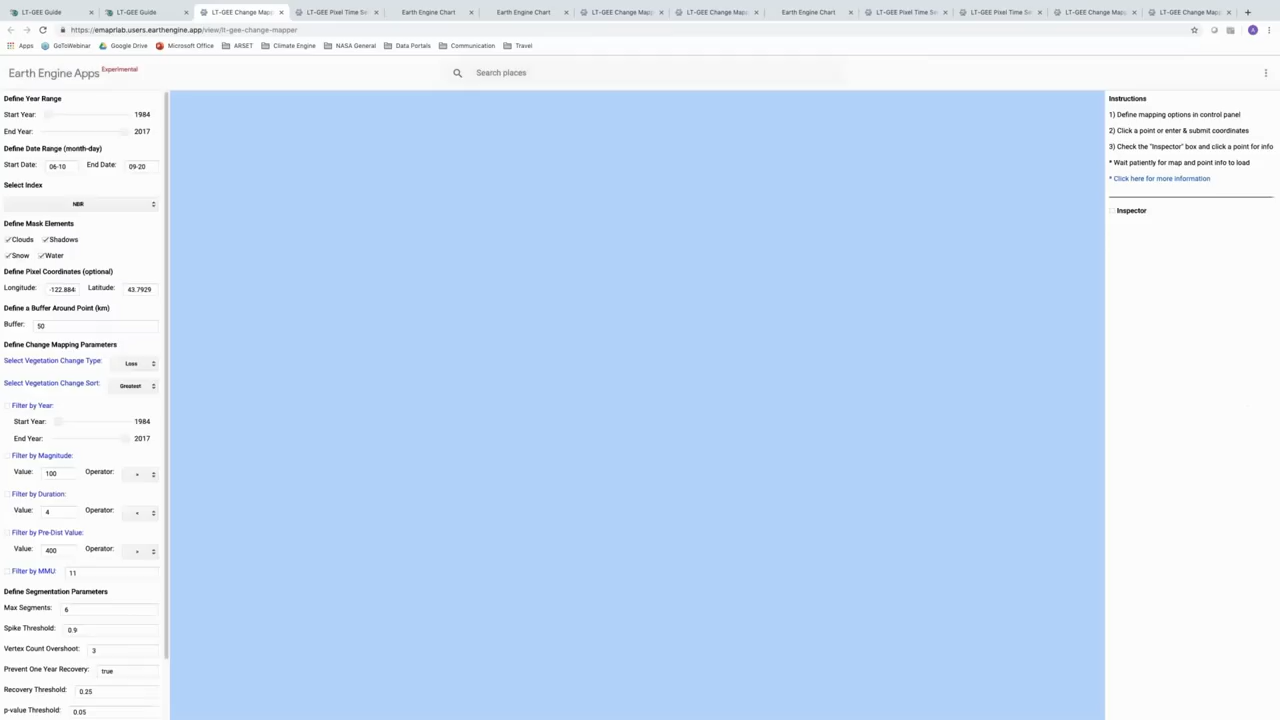 LT-GEE Guide
LT-GEE Guide
LT-GEE Change Mapp
LT-GEE Pixel Time Se
Earth Engine Chart
Earth Engine Chart
LT-GEE Change Mapp
LT-GEE Change Mapp
Earth Engine Chart
LT-GEE Pixel Time Se
LT-GEE Pixel Time Se
LT-GEE Change Mapp
LT-GEE Change Mapp
https://emaprlab.users.earthengine.app/view/lt-gee-change-mapper
A
Apps GoToWebinar Google Drive Microsoft Office ARSET Climate Engine NASA General Data Portals Communication Travel
Earth Engine Apps Experimental
Search places
Define Year Range
Start Year: 1984
End Year: 2017
Define Date Range (month-day)
Start Date: 06-10 End Date: 09-20
Select Index
NBR
Define Mask Elements
Clouds Shadows
Snow Water
Define Pixel Coordinates (optional)
Longitude: -122.884 Latitude: 43.7929
Define a Buffer Around Point (km)
Buffer: 50
Define Change Mapping Parameters
Select Vegetation Change Type: Loss
Select Vegetation Change Sort: Greatest
Filter by Year:
Start Year: 1984
End Year: 2017
Filter by Magnitude:
Value: 100 Operator:
Filter by Duration:
Value: 4 Operator:
Filter by Pre-Dist Value:
Value: 400 Operator:
Filter by MMU: 11
Define Segmentation Parameters
Max Segments: 6
Spike Threshold: 0.9
Vertex Count Overshoot: 3
Prevent One Year Recovery: true
Recovery Threshold: 0.25
p-value Threshold: 0.05
Instructions
1) Define mapping options in control panel
2) Click a point or enter & submit coordinates
3) Check the "Inspector" box and click a point for info
* Wait patiently for map and point info to load
* Click here for more information
Inspector